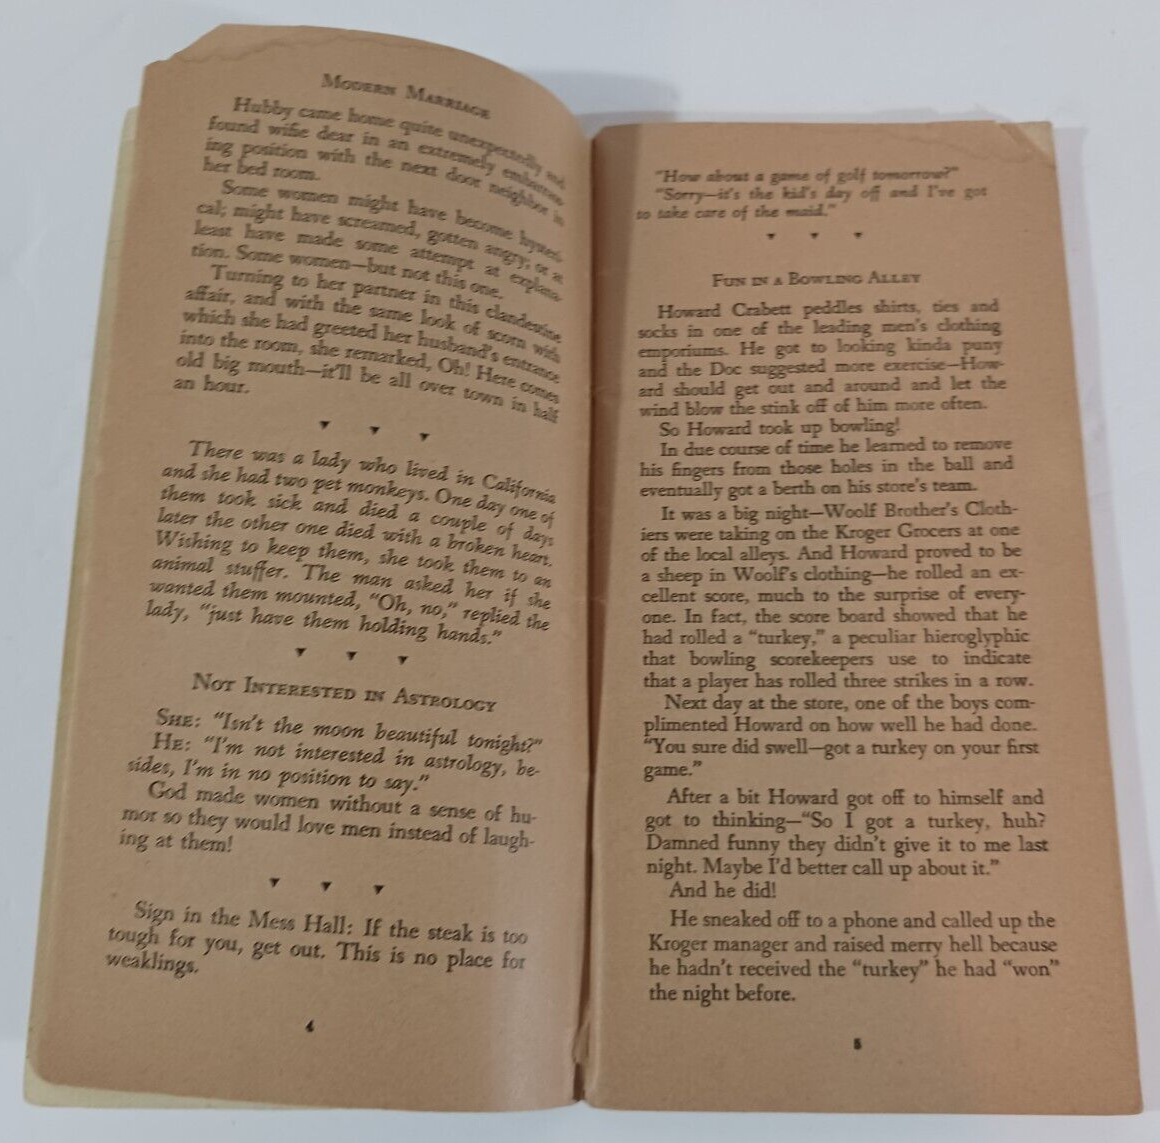 MODERN MARRIAGE
Hubby came home quite unexpectedly and
found wifie dear in an extremely embarrass-
ing position with the next door neighbor in
her bed room.
Some women might have become hysteri-
cal; might have screamed, gotten angry; or at
least have made some attempt at explana-
tion. Some women—but not this one.
Turning to her partner in this clandestine
affair, and with the same look of scorn with
which she had greeted her husband's entrance
into the room, she remarked, Oh! Here comes
old big mouth—it'll be all over town in half
an hour.
There was a lady who lived in California
and she had two pet monkeys. One day one of
them took sick and died a couple of days
later the other one died with a broken heart.
Wishing to keep them, she took them to an
animal stuffer. The man asked her if she
wanted them mounted, "Oh, no," replied the
lady, "just have them holding hands."
NOT INTERESTED IN ASTROLOGY
SHE: "Isn't the moon beautiful tonight?"
HE: "I'm not interested in astrology, be-
sides, I'm in no position to say."
God made women without a sense of hu-
mor so they would love men instead of laugh-
ing at them!
Sign in the Mess Hall: If the steak is too
tough for you, get out. This is no place for
weaklings.
4
"How about a game of golf tomorrow?"
"Sorry—it's the kid's day off and I've got
to take care of the maid."
FUN IN A BOWLING ALLEY
Howard Crabett peddles shirts, ties and
socks in one of the leading men's clothing
emporiums. He got to looking kinda puny
and the Doc suggested more exercise—How-
ard should get out and around and let the
wind blow the stink off of him more often.
So Howard took up bowling!
In due course of time he learned to remove
his fingers from those holes in the ball and
eventually got a berth on his store's team.
It was a big night—Woolf Brother's Cloth-
iers were taking on the Kroger Grocers at one
of the local alleys. And Howard proved to be
a sheep in Woolf's clothing—he rolled an ex-
cellent score, much to the surprise of every-
one. In fact, the score board showed that he
had rolled a "turkey," a peculiar hieroglyphic
that bowling scorekeepers use to indicate
that a player has rolled three strikes in a row.
Next day at the store, one of the boys com-
plimented Howard on how well he had done.
"You sure did swell—got a turkey on your first
game."
After a bit Howard got off to himself and
got to thinking—"So I got a turkey, huh?
Damned funny they didn't give it to me last
night. Maybe I'd better call up about it."
And he did!
He sneaked off to a phone and called up the
Kroger manager and raised merry hell because
he hadn't received the "turkey" he had "won"
the night before.
5